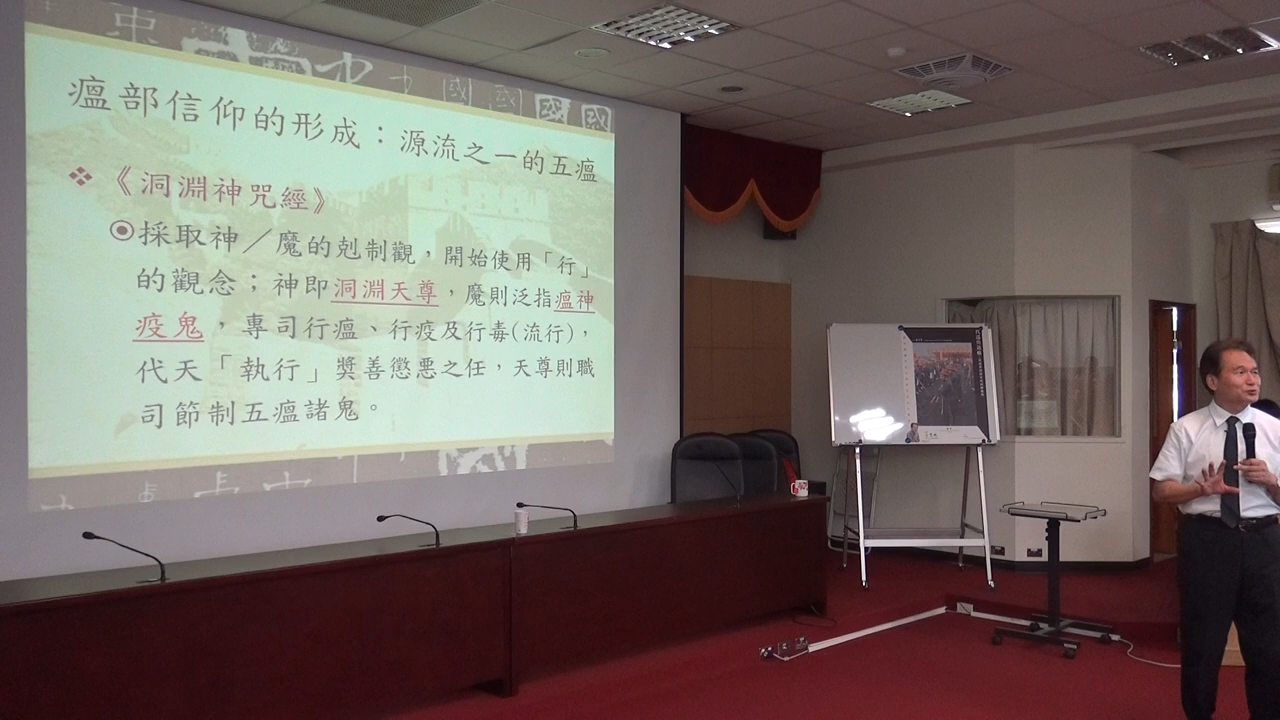 瘟部信仰的形成：源流之一的五瘟
《洞淵神咒經》
採取神／魔的剋制觀，開始使用「行」
的觀念；神即洞淵天尊，魔則泛指瘟神
疫鬼，專司行瘟、行疫及行毒(流行)，
代天「執行」獎善懲惡之任，天尊則職
司節制五瘟諸鬼。